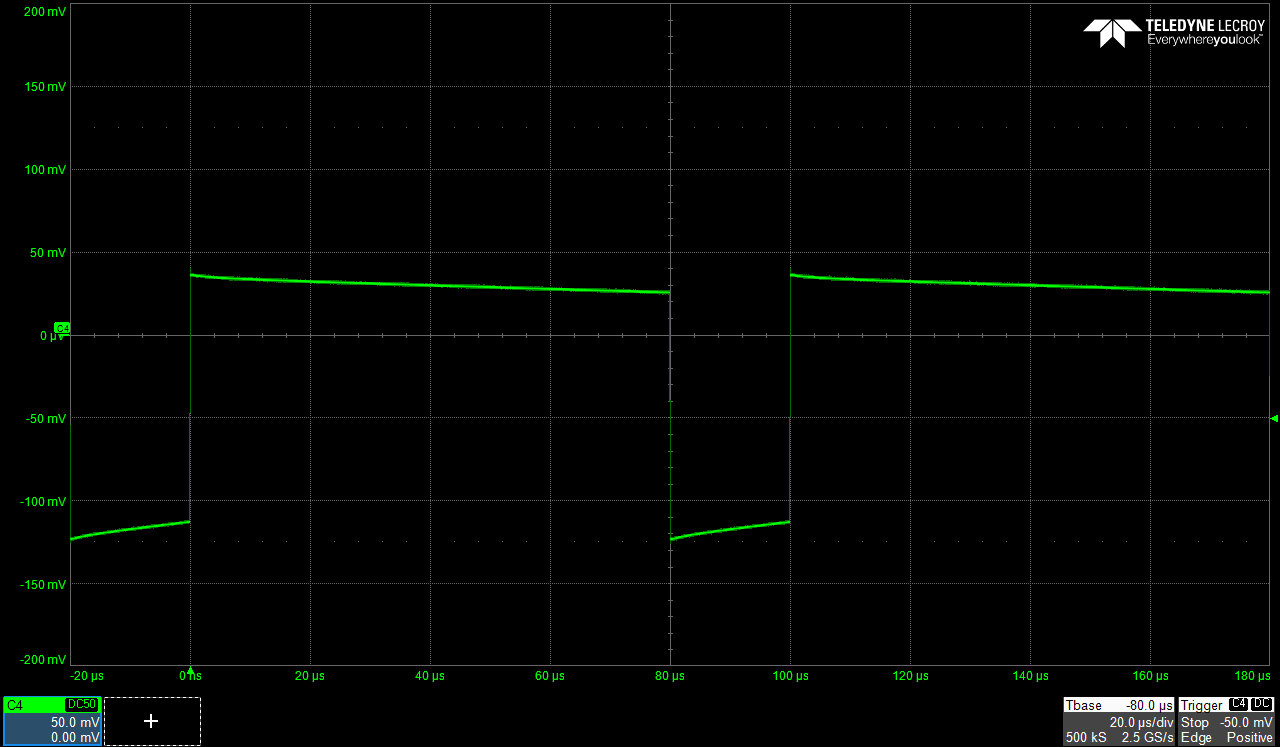 200 mV
TELEDYNE LECROY
Everywhereyoulook™
150 mV
100 mV
50 mV
C4
0 µV
-50 mV
-100 mV
-150 mV
-200 mV
-20 µs 0 ns 20 µs 40 µs 60 µs 80 µs 100 µs 120 µs 140 µs 160 µs 180 µs
C4 DC50
50.0 mV
0.00 mV
+
Tbase -80.0 µs
20.0 µs/div
500 kS 2.5 GS/s
Trigger C4 DC
Stop -50.0 mV
Edge Positive